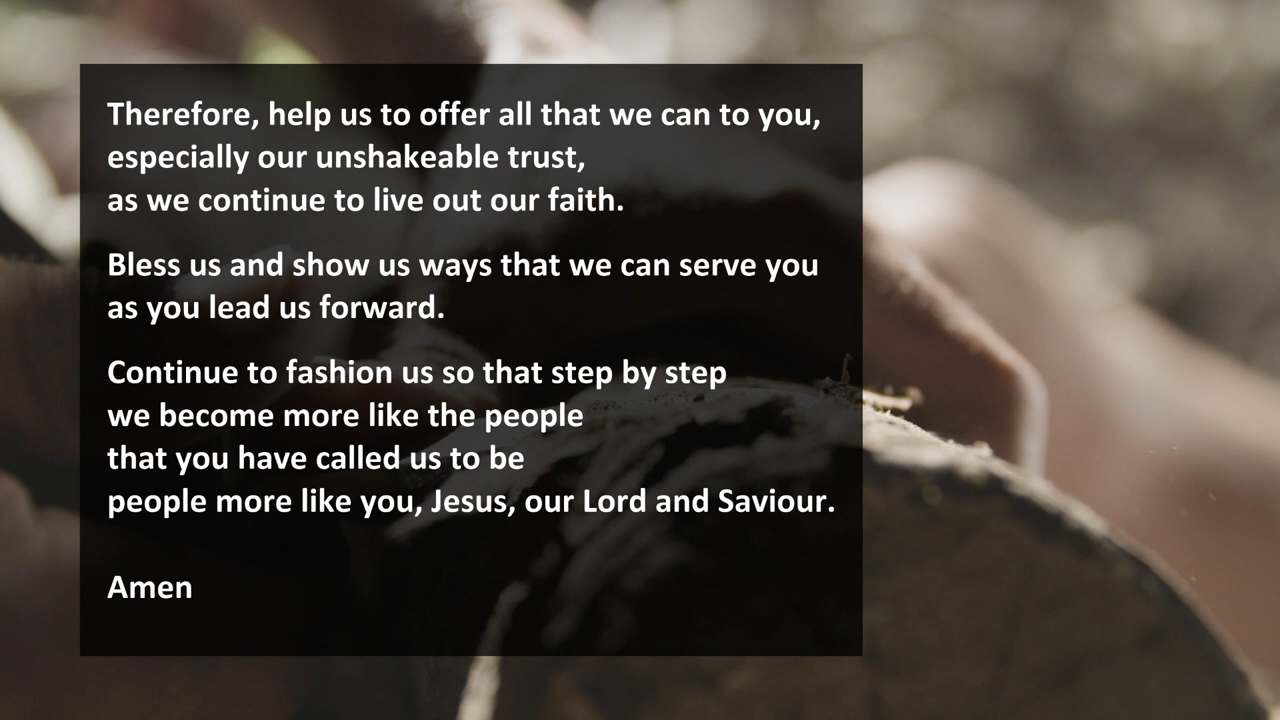 Therefore, help us to offer all that we can to you,
especially our unshakeable trust,
as we continue to live out our faith.
Bless us and show us ways that we can serve you
as you lead us forward.
Continue to fashion us so that step by step
we become more like the people
that you have called us to be
people more like you, Jesus, our Lord and Saviour.
Amen